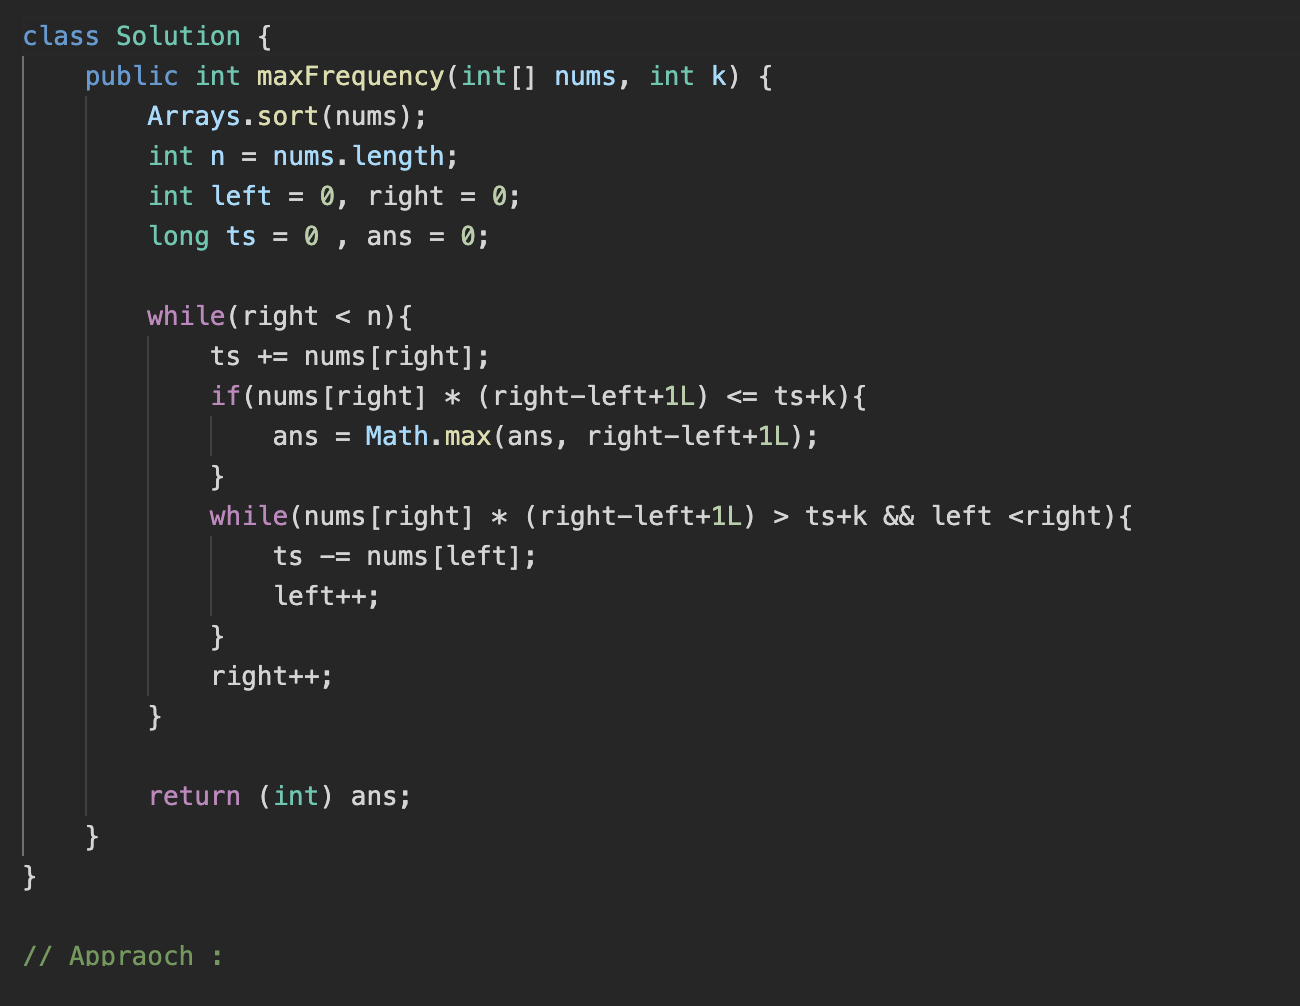 class Solution {
    public int maxFrequency(int[] nums, int k) {
        Arrays.sort(nums);
        int n = nums.length;
        int left = 0, right = 0;
        long ts = 0 , ans = 0;

        while(right < n){
            ts += nums[right];
            if(nums[right] * (right-left+1L) <= ts+k){
                ans = Math.max(ans, right-left+1L);
            }
            while(nums[right] * (right-left+1L) > ts+k && left <right){
                ts -= nums[left];
                left++;
            }
            right++;
        }

        return (int) ans;
    }
}

// Appraoch :